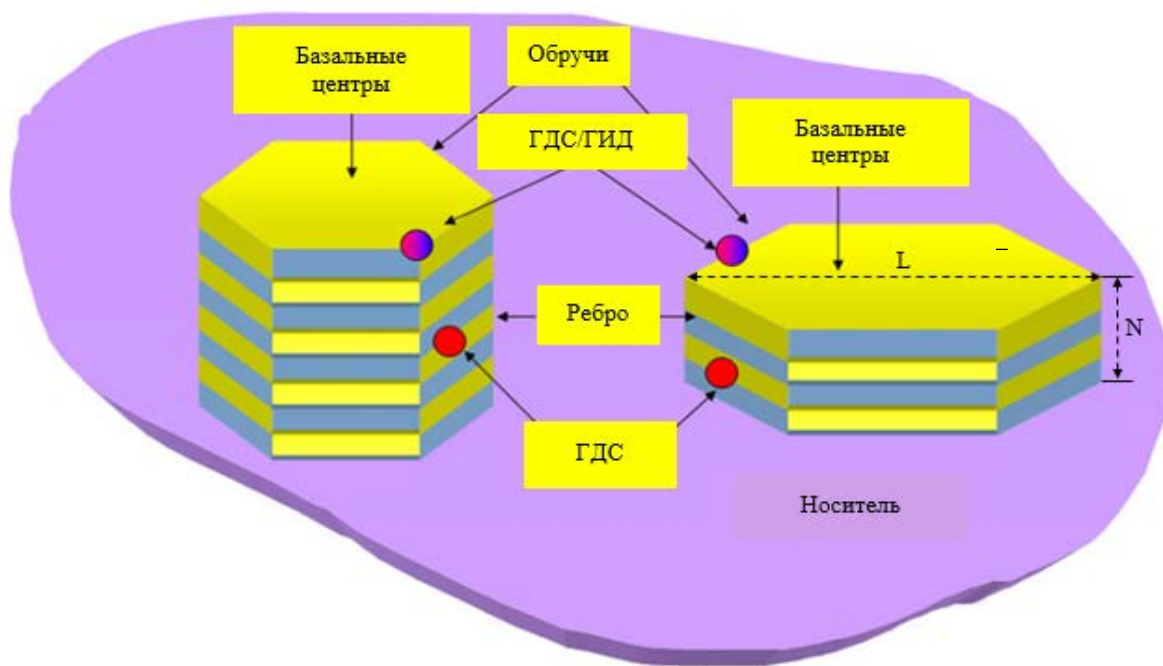 Базальные
центры
Обручи
ГДС/ГИД
Базальные
центры
L
N
Ребро
ГДС
Носитель